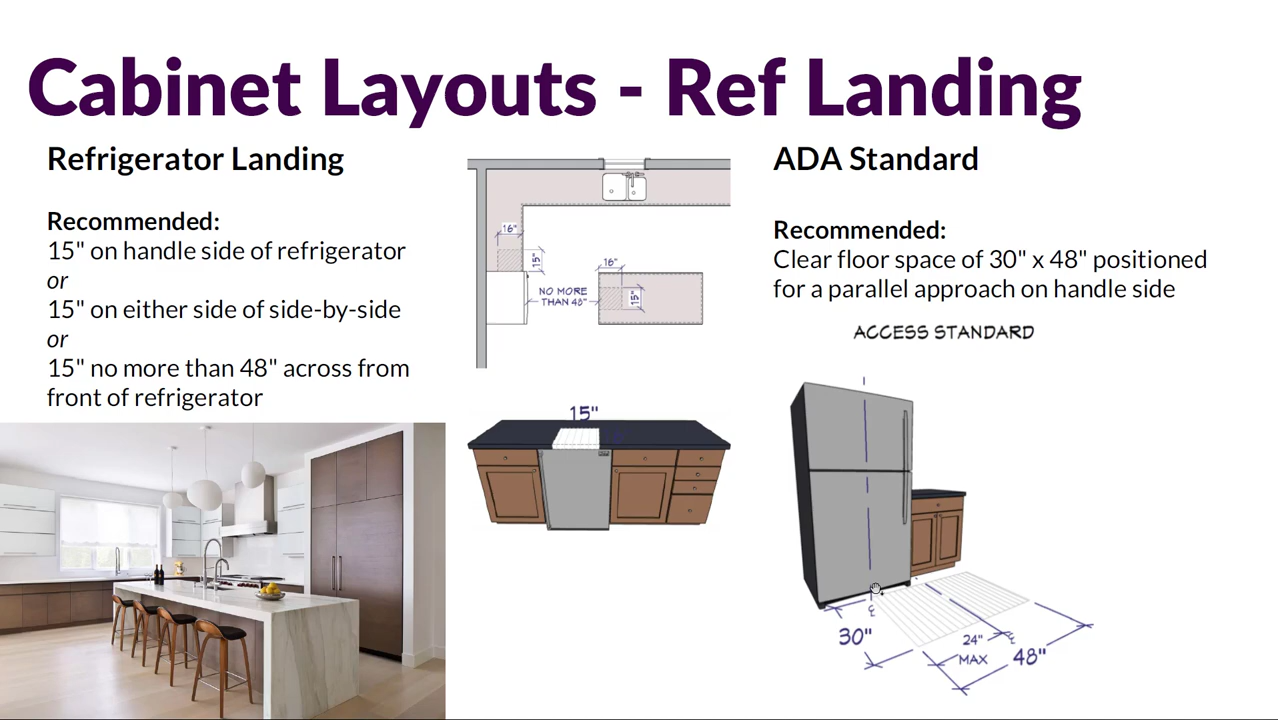 Cabinet Layouts - Ref Landing
Refrigerator Landing
Recommended:
15" on handle side of refrigerator
or
15" on either side of side-by-side
or
15" no more than 48" across from
front of refrigerator
16"
15"
16"
NO MORE
THAN 48"
15"
15"
ADA Standard
Recommended:
Clear floor space of 30" x 48" positioned
for a parallel approach on handle side
ACCESS STANDARD
30"
24"
MAX
48"